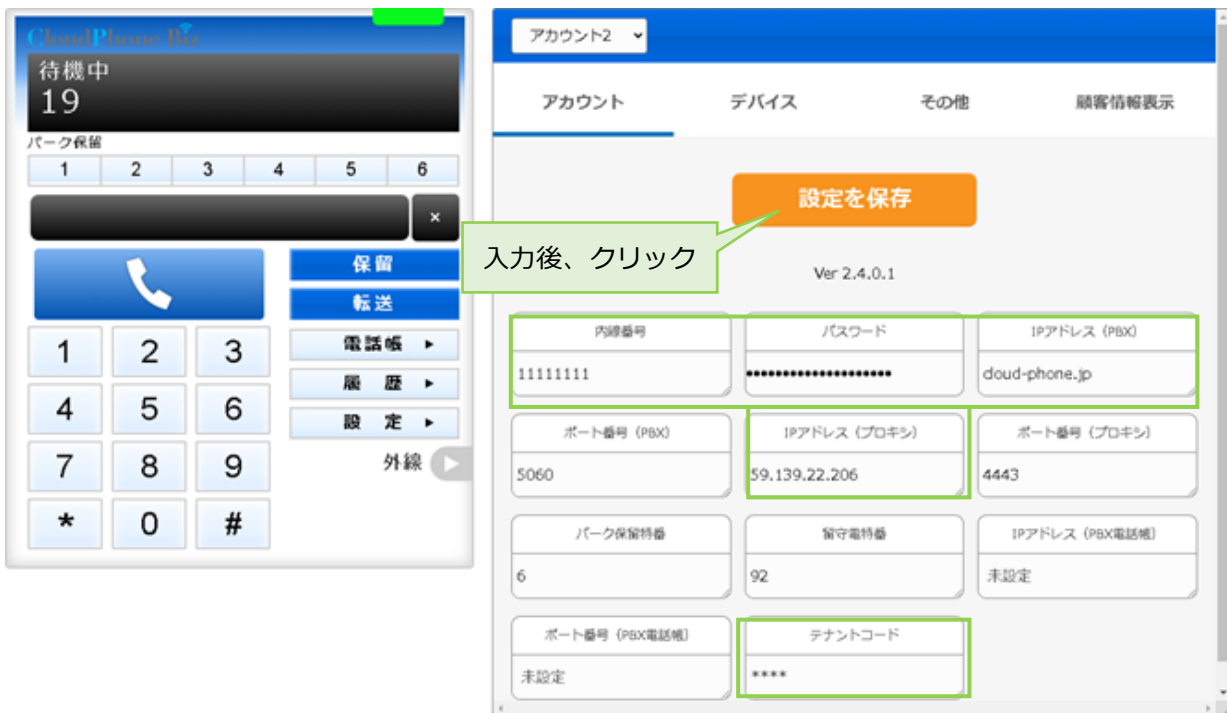 CloudPhone Biz
待機中
19
パーク保留
1 2 3 4 5 6
×
保留
転送
1 2 3
電話帳 ▶
履 歴 ▶
4 5 6
設 定 ▶
7 8 9
外線
* 0 #
アカウント2
アカウント デバイス その他 顧客情報表示
設定を保存
入力後、クリック
Ver 2.4.0.1
内線番号 パスワード IPアドレス（PBX）
11111111 •••••••••••••••••••• cloud-phone.jp
ポート番号（PBX） IPアドレス（プロキシ） ポート番号（プロキシ）
5060 59.139.22.206 4443
パーク保留特番 留守電特番 IPアドレス（PBX電話帳）
6 92 未設定
ポート番号（PBX電話帳） テナントコード
未設定 ****